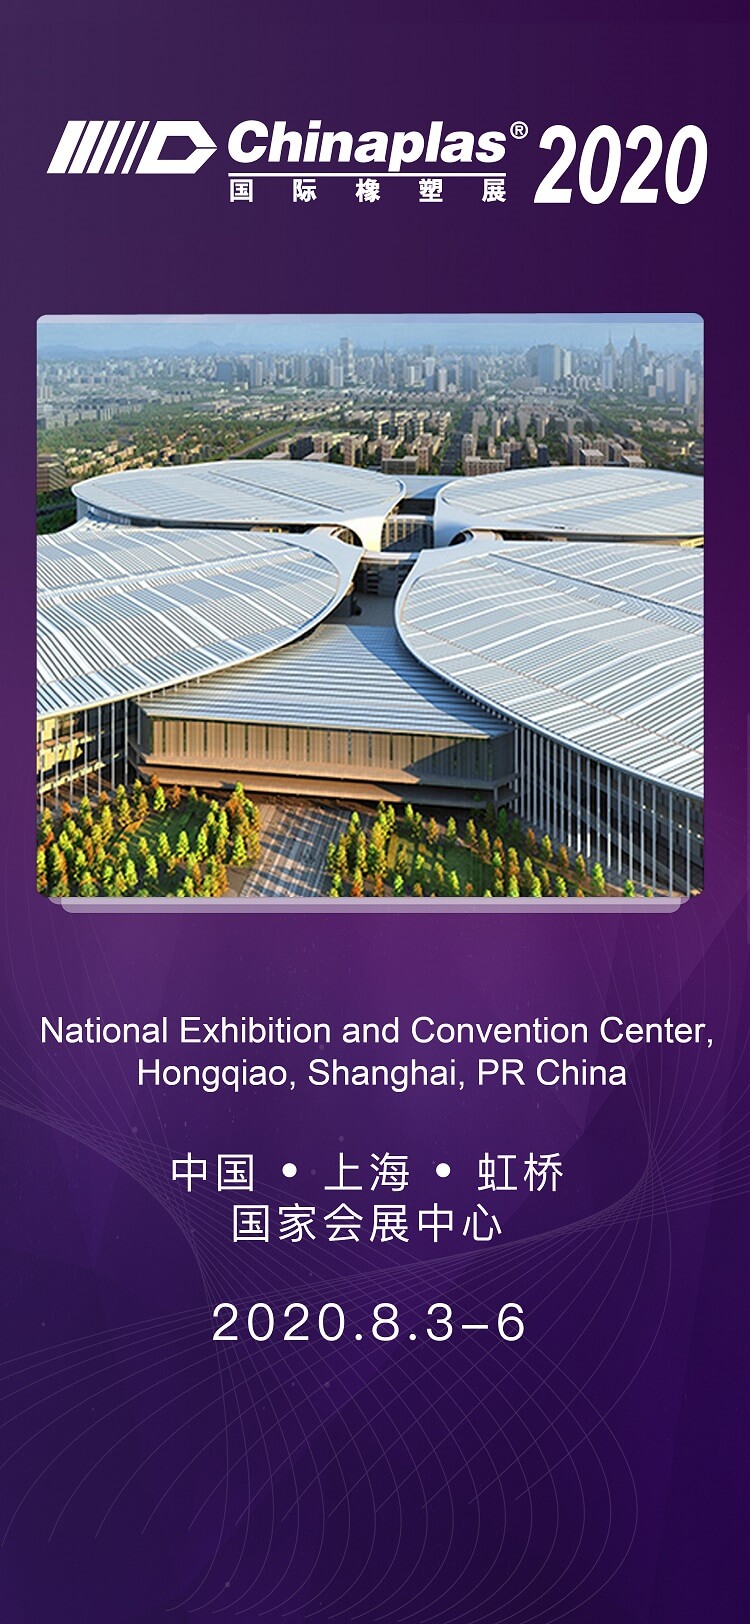 Chinaplas® 2020
国际橡塑展
National Exhibition and Convention Center,
Hongqiao, Shanghai, PR China
中国 • 上海 • 虹桥
国家会展中心
2020.8.3-6